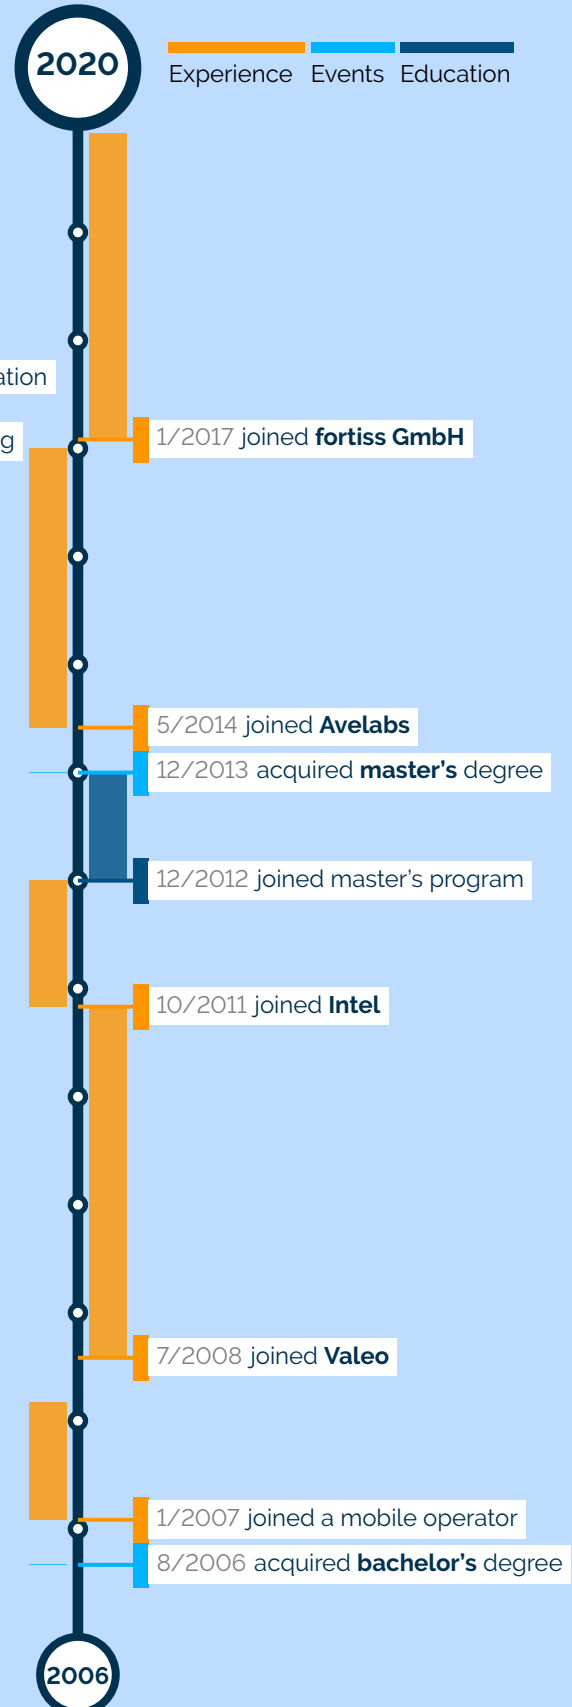 2020
Experience Events Education
ation
1/2017 joined fortiss GmbH
g
5/2014 joined Avelabs
12/2013 acquired master's degree
12/2012 joined master's program
10/2011 joined Intel
7/2008 joined Valeo
1/2007 joined a mobile operator
8/2006 acquired bachelor's degree
2006